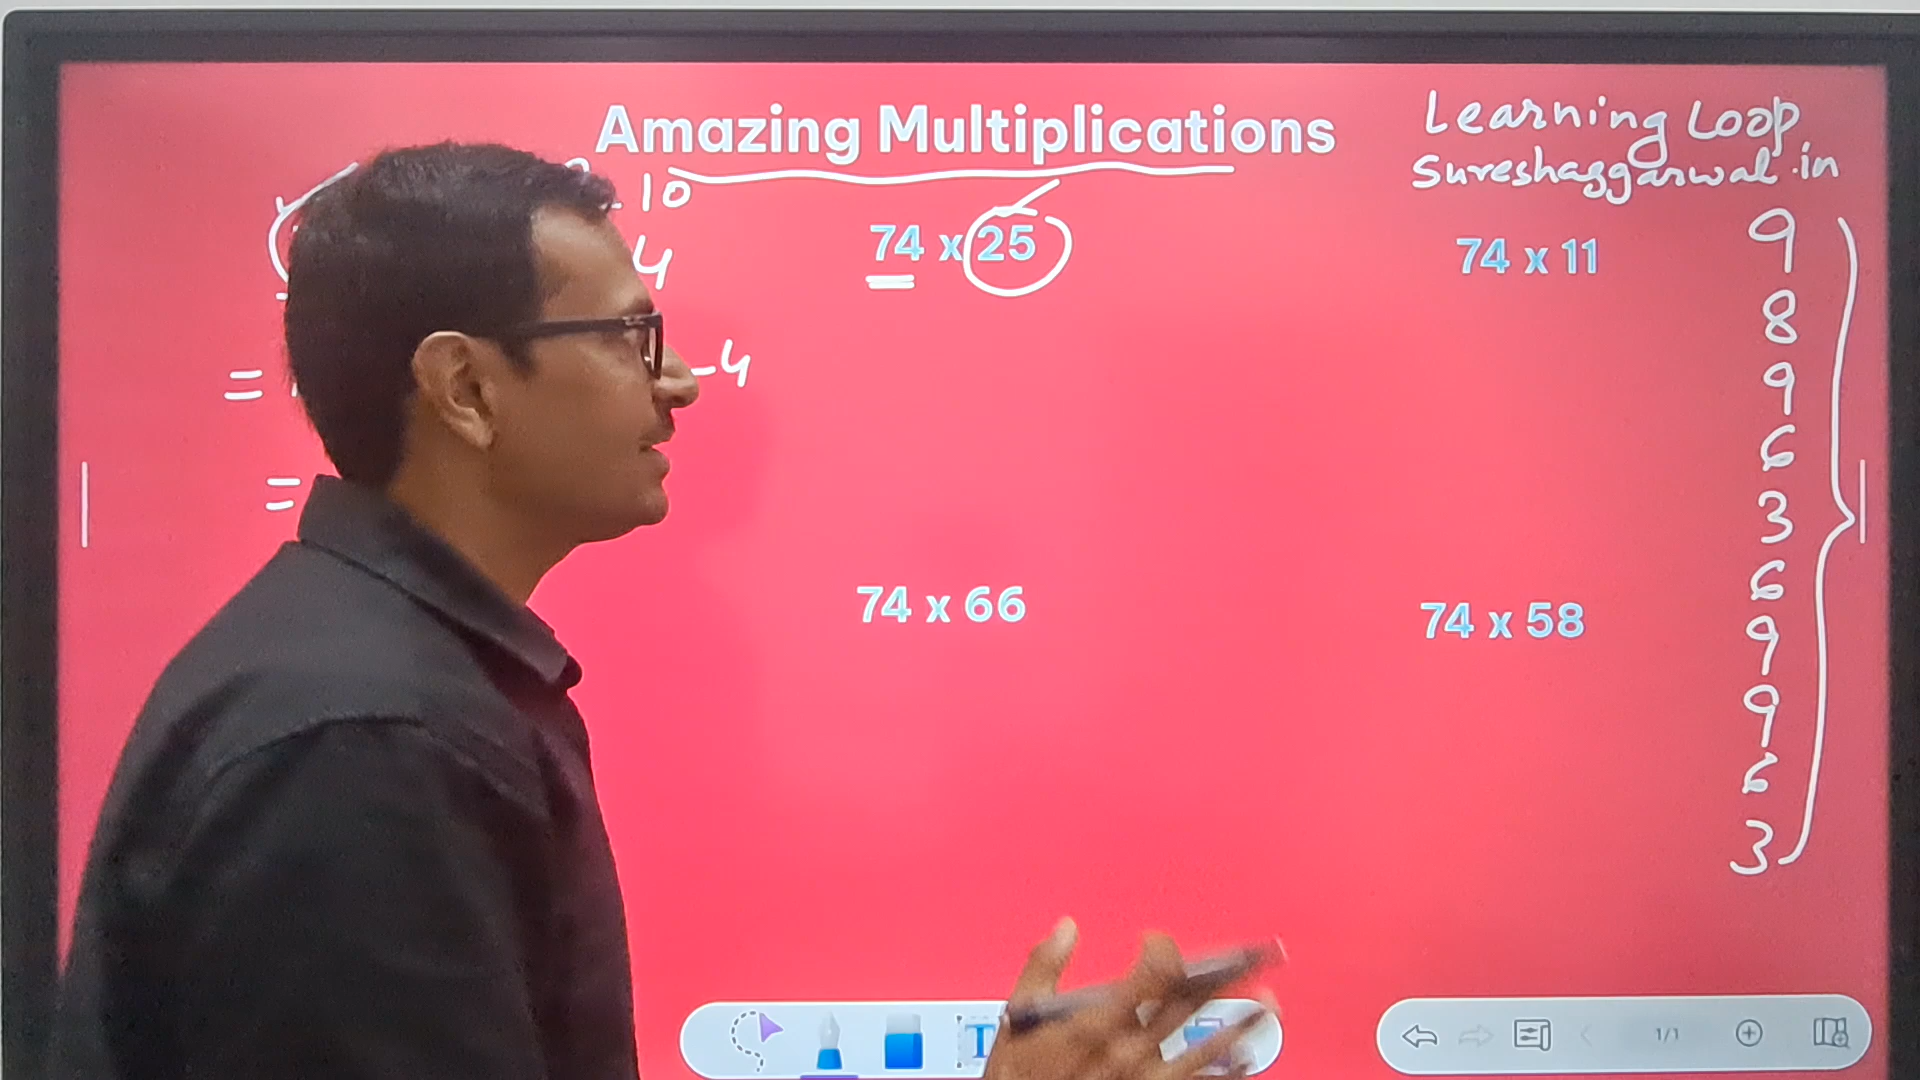 Amazing Multiplications
Learning Loop
Sureshaggarwal.in
10
4
74 x 25
74 x 11
= -4
=
74 x 66
74 x 58
9
8
9
6
3
6
9
9
6
3
T
1/1